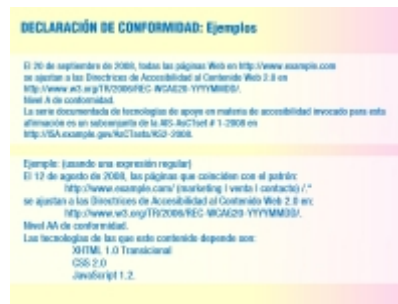 DECLARACIÓN DE CONFORMIDAD: Ejemplos
El 20 de septiembre de 2008, todas las páginas Web en http://www.example.com
se ajustan a las Directrices de Accesibilidad al Contenido Web 2.0 en
http://www.w3.org/TR/2006/REC-WCAG20-YYYYMMDD/.
Nivel A de conformidad.
La serie documentada de tecnologías de apoyo en materia de accesibilidad invocado para esta
afirmación es un subconjunto de la AIS- # 1-2008 en
Ejemplo: (usando una expresión regular)
El 12 de agosto de 2008, las páginas que coinciden con el patrón:
http://www.example.com/ (marketing | venta | contacto) /.*
se ajustan a las Directrices de Accesibilidad al Contenido Web 2.0 en:
http://www.w3.org/TR/2006/REC-WCAG20-YYYYMMDD/.
Nivel AA de conformidad.
Las tecnologías de las que este contenido depende son:
XHTML 1.0 Transicional
CSS 2.0
JavaScript 1.2.